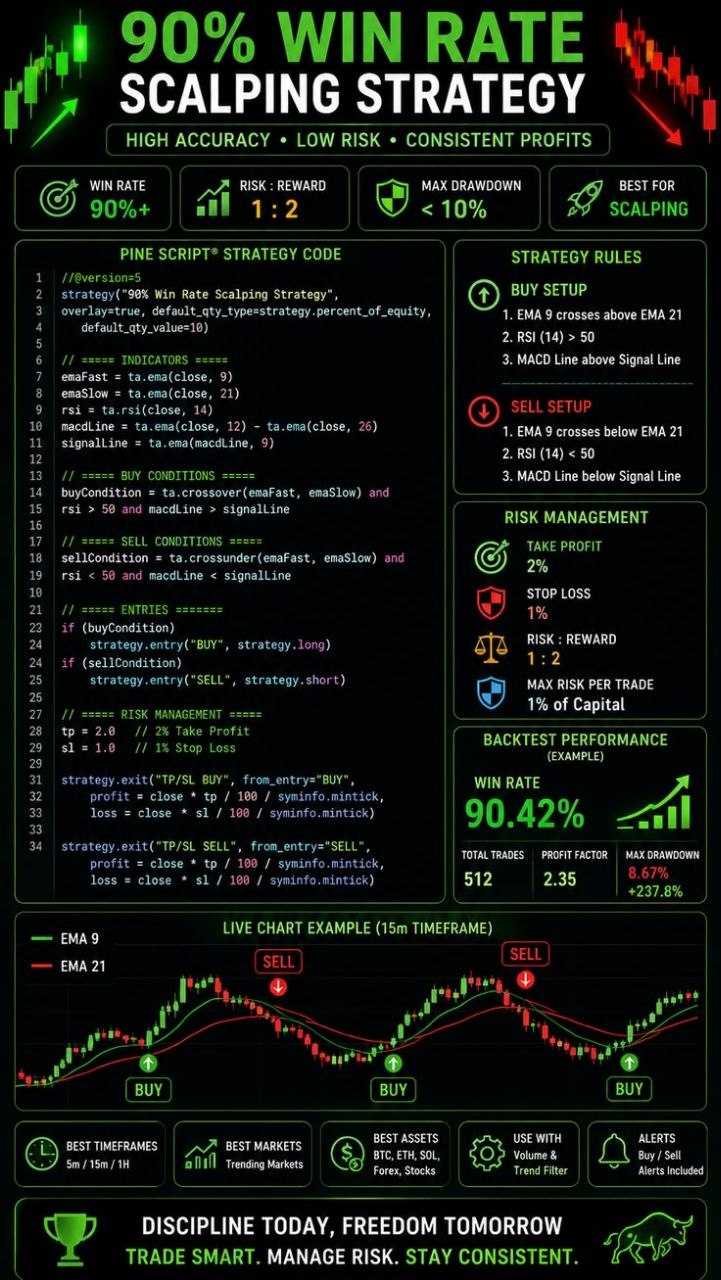 90% WIN RATE
SCALPING STRATEGY
HIGH ACCURACY • LOW RISK • CONSISTENT PROFITS
WIN RATE
90%+
RISK : REWARD
1 : 2
MAX DRAWDOWN
< 10%
BEST FOR
SCALPING
PINE SCRIPT® STRATEGY CODE
1 //@version=5
2 strategy("90% Win Rate Scalping Strategy",
3 overlay=true, default_qty_type=strategy.percent_of_equity,
4 default_qty_value=10)
5
6 // ===== INDICATORS =====
7 emaFast = ta.ema(close, 9)
8 emaSlow = ta.ema(close, 21)
9 rsi = ta.rsi(close, 14)
10 macdLine = ta.ema(close, 12) - ta.ema(close, 26)
11 signalLine = ta.ema(macdLine, 9)
12
13 // ===== BUY CONDITIONS =====
14 buyCondition = ta.crossover(emaFast, emaSlow) and
15 rsi > 50 and macdLine > signalLine
16
17 // ===== SELL CONDITIONS =====
18 sellCondition = ta.crossunder(emaFast, emaSlow) and
19 rsi < 50 and macdLine < signalLine
10
21 // ===== ENTRIES =======
23 if (buyCondition)
24 strategy.entry("BUY", strategy.long)
24 if (sellCondition)
25 strategy.entry("SELL", strategy.short)
25
27 // ===== RISK MANAGEMENT =====
28 tp = 2.0 // 2% Take Profit
29 sl = 1.0 // 1% Stop Loss
29
31 strategy.exit("TP/SL BUY", from_entry="BUY",
32 profit = close * tp / 100 / syminfo.mintick,
33 loss = close * sl / 100 / syminfo.mintick)
33
34 strategy.exit("TP/SL SELL", from_entry="SELL",
profit = close * tp / 100 / syminfo.mintick,
loss = close * sl / 100 / syminfo.mintick)
STRATEGY RULES
BUY SETUP
1. EMA 9 crosses above EMA 21
2. RSI (14) > 50
3. MACD Line above Signal Line
SELL SETUP
1. EMA 9 crosses below EMA 21
2. RSI (14) < 50
3. MACD Line below Signal Line
RISK MANAGEMENT
TAKE PROFIT
2%
STOP LOSS
1%
RISK : REWARD
1 : 2
MAX RISK PER TRADE
1% of Capital
BACKTEST PERFORMANCE
(EXAMPLE)
WIN RATE
90.42%
TOTAL TRADES
512
PROFIT FACTOR
2.35
MAX DRAWDOWN
8.67%
+237.8%
LIVE CHART EXAMPLE (15m TIMEFRAME)
EMA 9
EMA 21
SELL
SELL
BUY
BUY
BUY
BEST TIMEFRAMES
5m / 15m / 1H
BEST MARKETS
Trending Markets
BEST ASSETS
BTC, ETH, SOL,
Forex, Stocks
USE WITH
Volume &
Trend Filter
ALERTS
Buy / Sell
Alerts Included
DISCIPLINE TODAY, FREEDOM TOMORROW
TRADE SMART. MANAGE RISK. STAY CONSISTENT.